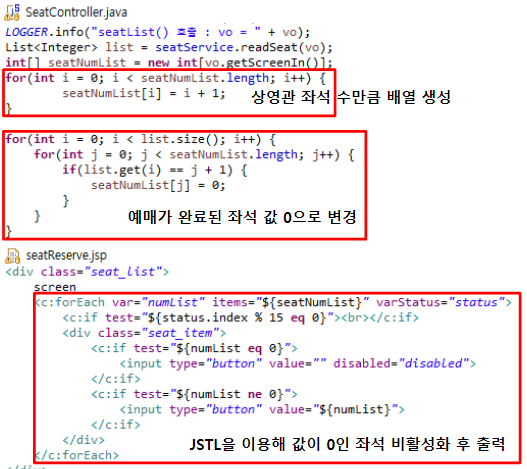 SeatController.java
LOGGER.info("seatList() 호출 : vo = " + vo);
List<Integer> list = seatService.readSeat(vo);
int[] seatNumList = new int[vo.getScreenIn()];
for(int i = 0; i < seatNumList.length; i++) {
seatNumList[i] = i + 1;
}
상영관 좌석 수만큼 배열 생성
for(int i = 0; i < list.size(); i++) {
for(int j = 0; j < seatNumList.length; j++) {
if(list.get(i) == j + 1) {
seatNumList[j] = 0;
}
}
예매가 완료된 좌석 값 0으로 변경
}
seatReserve.jsp
<div class="seat_list">
screen
<c:forEach var="numList" items="${seatNumList}" varStatus="status">
<c:if test="${status.index % 15 eq 0}"><br></c:if>
<div class="seat_item">
<c:if test="${numList eq 0}">
<input type="button" value="" disabled="disabled">
</c:if>
<c:if test="${numList ne 0}">
<input type="button" value="${numList}">
</c:if>
</div>
JSTL을 이용해 값이 0인 좌석 비활성화 후 출력
</c:forEach>